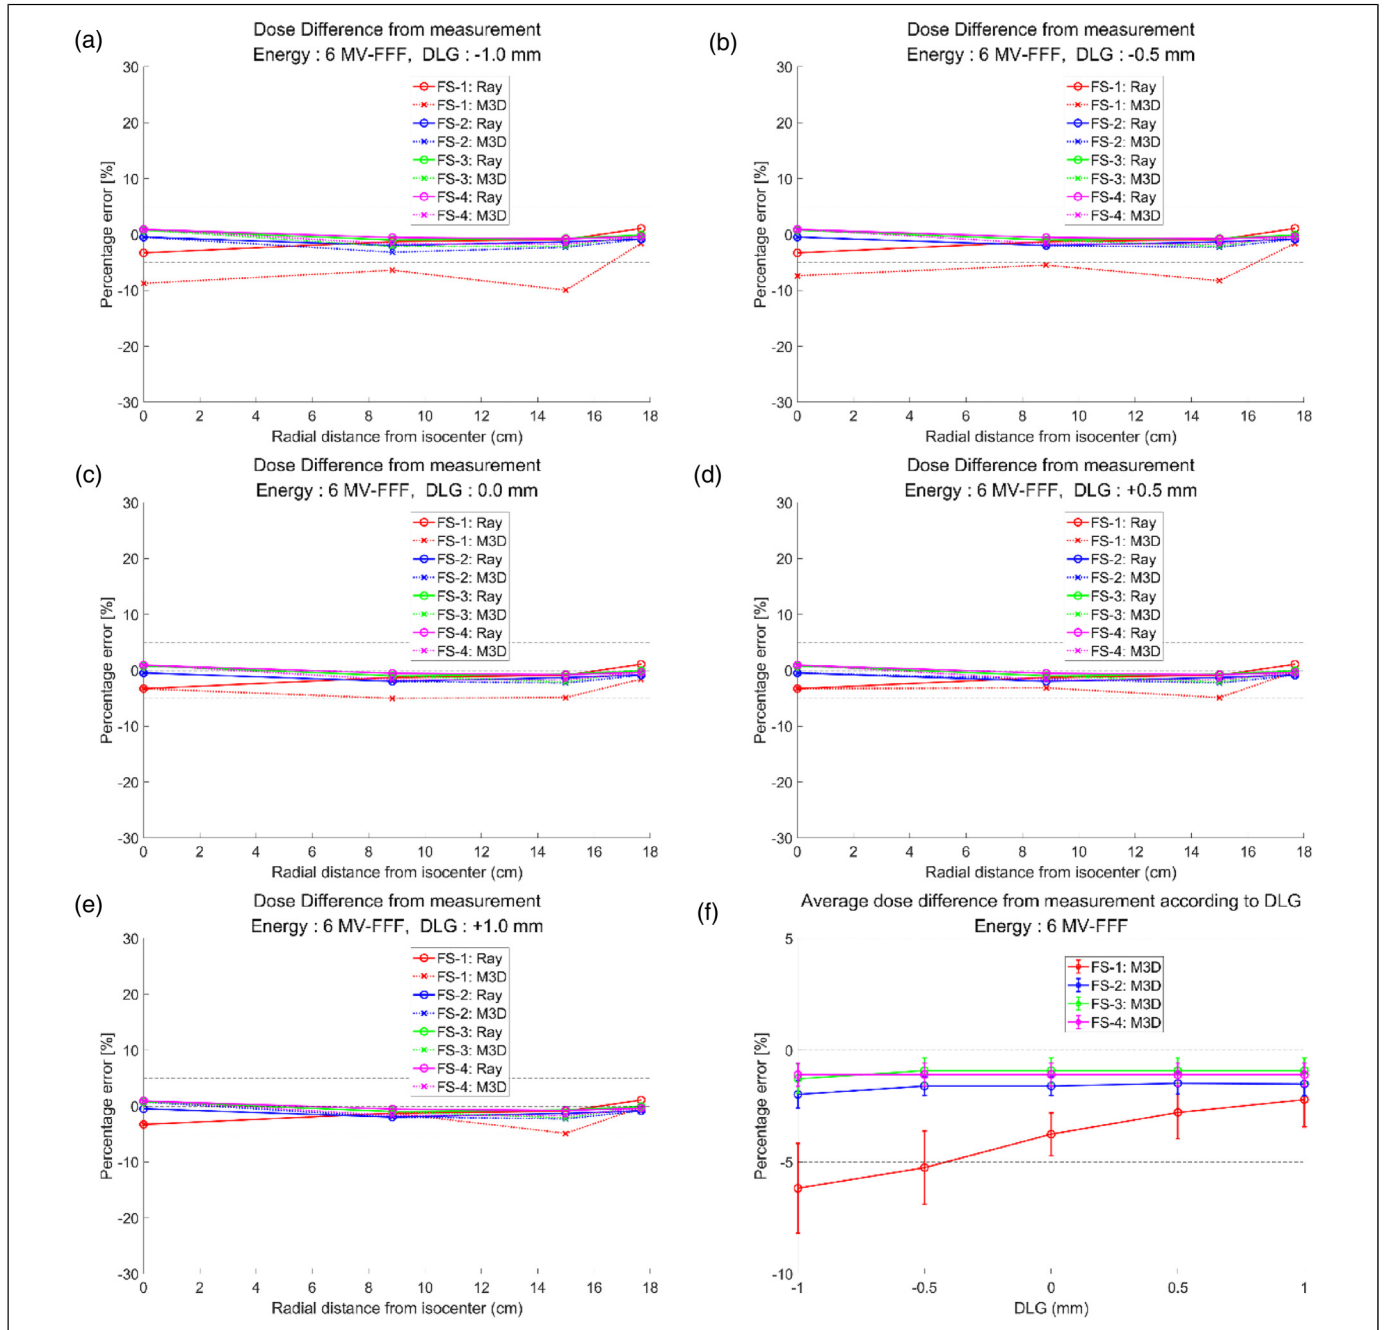 (a)
Dose Difference from measurement
Energy : 6 MV-FFF, DLG : -1.0 mm
FS-1: Ray
FS-1: M3D
FS-2: Ray
FS-2: M3D
FS-3: Ray
FS-3: M3D
FS-4: Ray
FS-4: M3D
Percentage error [%]
30
20
10
0
-10
-20
-30
0 2 4 6 8 10 12 14 16 18
Radial distance from isocenter (cm)
(b)
Dose Difference from measurement
Energy : 6 MV-FFF, DLG : -0.5 mm
FS-1: Ray
FS-1: M3D
FS-2: Ray
FS-2: M3D
FS-3: Ray
FS-3: M3D
FS-4: Ray
FS-4: M3D
Percentage error [%]
30
20
10
0
-10
-20
-30
0 2 4 6 8 10 12 14 16 18
Radial distance from isocenter (cm)
(c)
Dose Difference from measurement
Energy : 6 MV-FFF, DLG : 0.0 mm
FS-1: Ray
FS-1: M3D
FS-2: Ray
FS-2: M3D
FS-3: Ray
FS-3: M3D
FS-4: Ray
FS-4: M3D
Percentage error [%]
30
20
10
0
-10
-20
-30
0 2 4 6 8 10 12 14 16 18
Radial distance from isocenter (cm)
(d)
Dose Difference from measurement
Energy : 6 MV-FFF, DLG : +0.5 mm
FS-1: Ray
FS-1: M3D
FS-2: Ray
FS-2: M3D
FS-3: Ray
FS-3: M3D
FS-4: Ray
FS-4: M3D
Percentage error [%]
30
20
10
0
-10
-20
-30
0 2 4 6 8 10 12 14 16 18
Radial distance from isocenter (cm)
(e)
Dose Difference from measurement
Energy : 6 MV-FFF, DLG : +1.0 mm
FS-1: Ray
FS-1: M3D
FS-2: Ray
FS-2: M3D
FS-3: Ray
FS-3: M3D
FS-4: Ray
FS-4: M3D
Percentage error [%]
30
20
10
0
-10
-20
-30
0 2 4 6 8 10 12 14 16 18
Radial distance from isocenter (cm)
(f)
Average dose difference from measurement according to DLG
Energy : 6 MV-FFF
FS-1: M3D
FS-2: M3D
FS-3: M3D
FS-4: M3D
Percentage error [%]
5
0
-5
-10
-1 -0.5 0 0.5 1
DLG (mm)